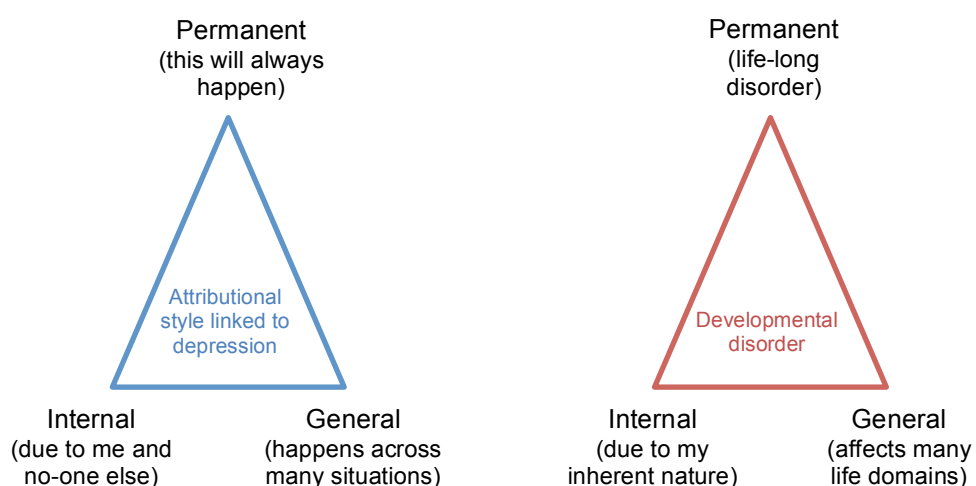 Permanent
(this will always
happen)
Attributional
style linked to
depression
Internal
(due to me and
no-one else)
General
(happens across
many situations)
Permanent
(life-long
disorder)
Developmental
disorder
Internal
(due to my
inherent nature)
General
(affects many
life domains)